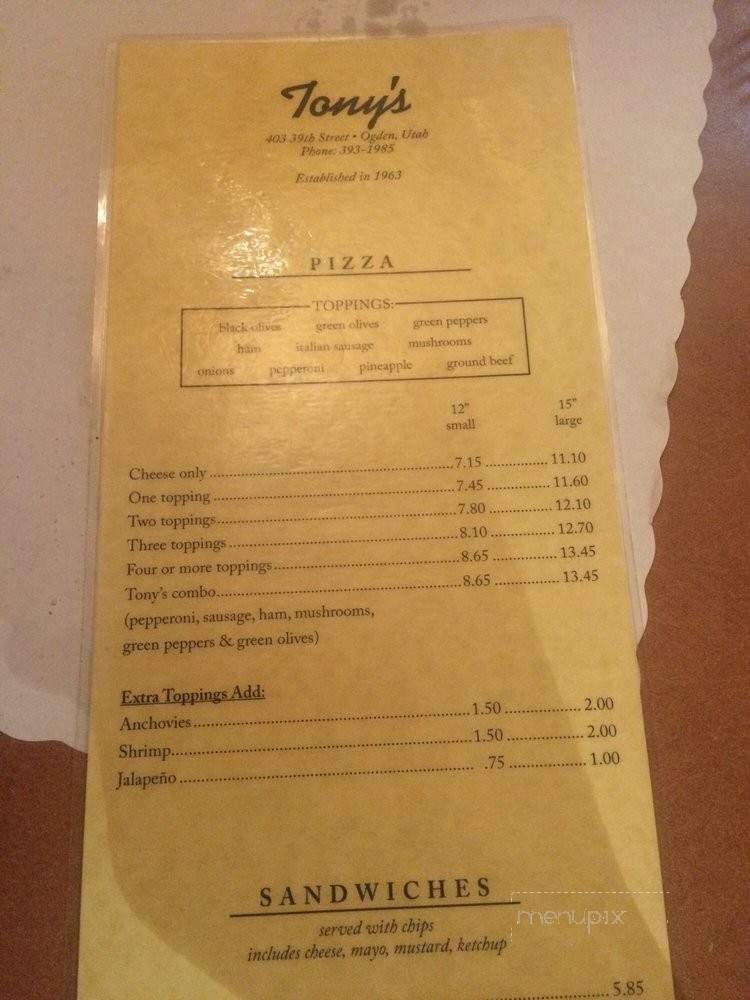 Tony's
403 39th Street • Ogden, Utah
Phone: 393-1985
Established in 1963
PIZZA
TOPPINGS:
black olives green olives green peppers
ham italian sausage mushrooms
onions pepperoni pineapple ground beef
12" 15"
small large
Cheese only 7.15 11.10
One topping 7.45 11.60
Two toppings 7.80 12.10
Three toppings 8.10 12.70
Four or more toppings 8.65 13.45
Tony's combo 8.65 13.45
(pepperoni, sausage, ham, mushrooms,
green peppers & green olives)
Extra Toppings Add:
Anchovies 1.50 2.00
Shrimp 1.50 2.00
Jalapeño .75 1.00
SANDWICHES
menupix
served with chips
includes cheese, mayo, mustard, ketchup
5.85